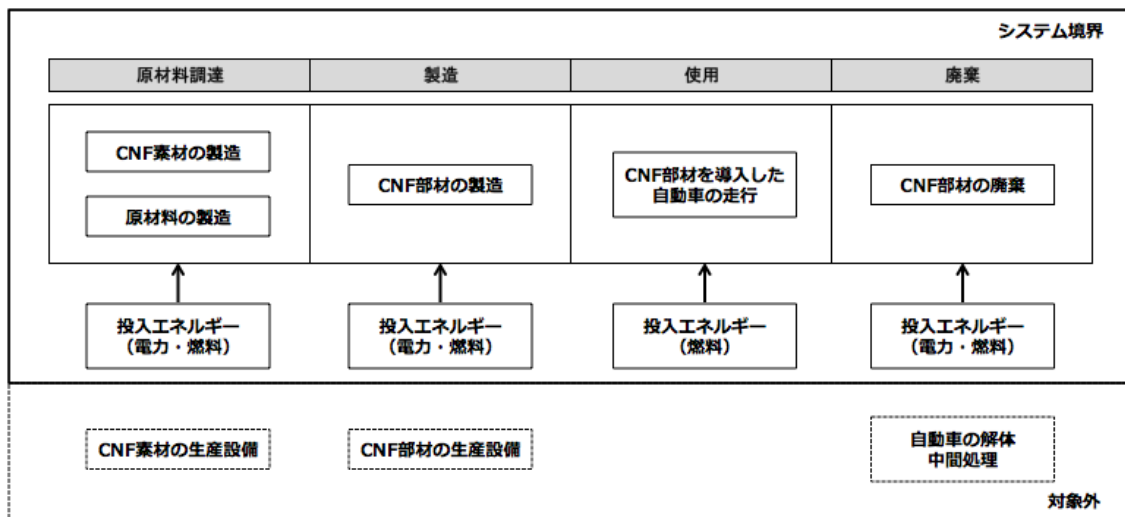 システム境界
原材料調達
製造
使用
廃棄
CNF素材の製造
原材料の製造
CNF部材の製造
CNF部材を導入した
自動車の走行
CNF部材の廃棄
投入エネルギー
（電力・燃料）
投入エネルギー
（電力・燃料）
投入エネルギー
（燃料）
投入エネルギー
（電力・燃料）
CNF素材の生産設備
CNF部材の生産設備
自動車の解体
中間処理
対象外